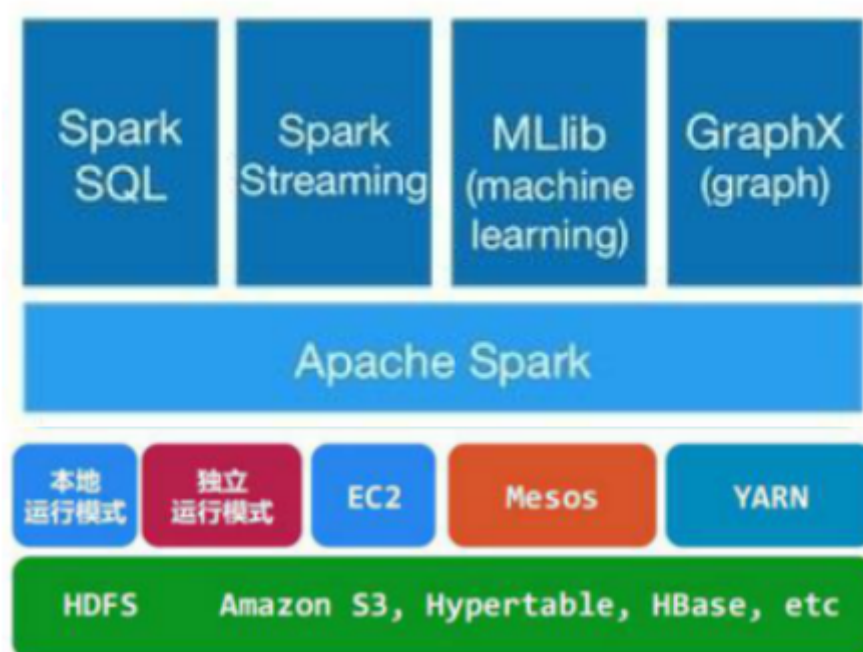 Spark
SQL
Spark
Streaming
MLlib
(machine
learning)
GraphX
(graph)
Apache Spark
本地
运行模式
独立
运行模式
EC2
Mesos
YARN
HDFS Amazon S3, Hypertable, HBase, etc